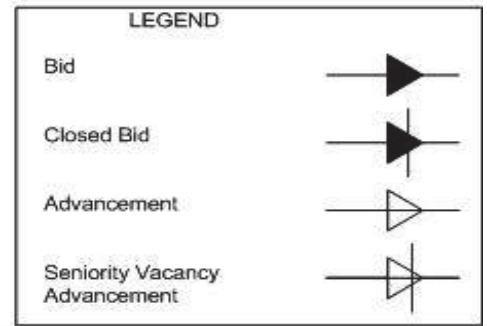 LEGEND
Bid
Closed Bid
Advancement
Seniority Vacancy
Advancement